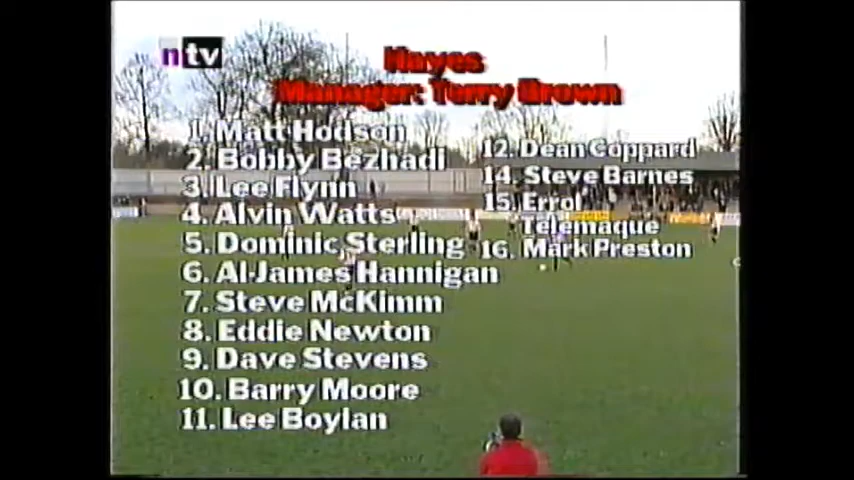 ntv
Hayes
Manager: Terry Brown
1. Matt Hodson
2. Bobby Bezhadi
3. Lee Flynn
4. Alvin Watts
5. Dominic Sterling
6. Al-James Hannigan
7. Steve McKimm
8. Eddie Newton
9. Dave Stevens
10. Barry Moore
11. Lee Boylan
12. Dean Coppard
14. Steve Barnes
15. Errol
Telemaque
16. Mark Preston